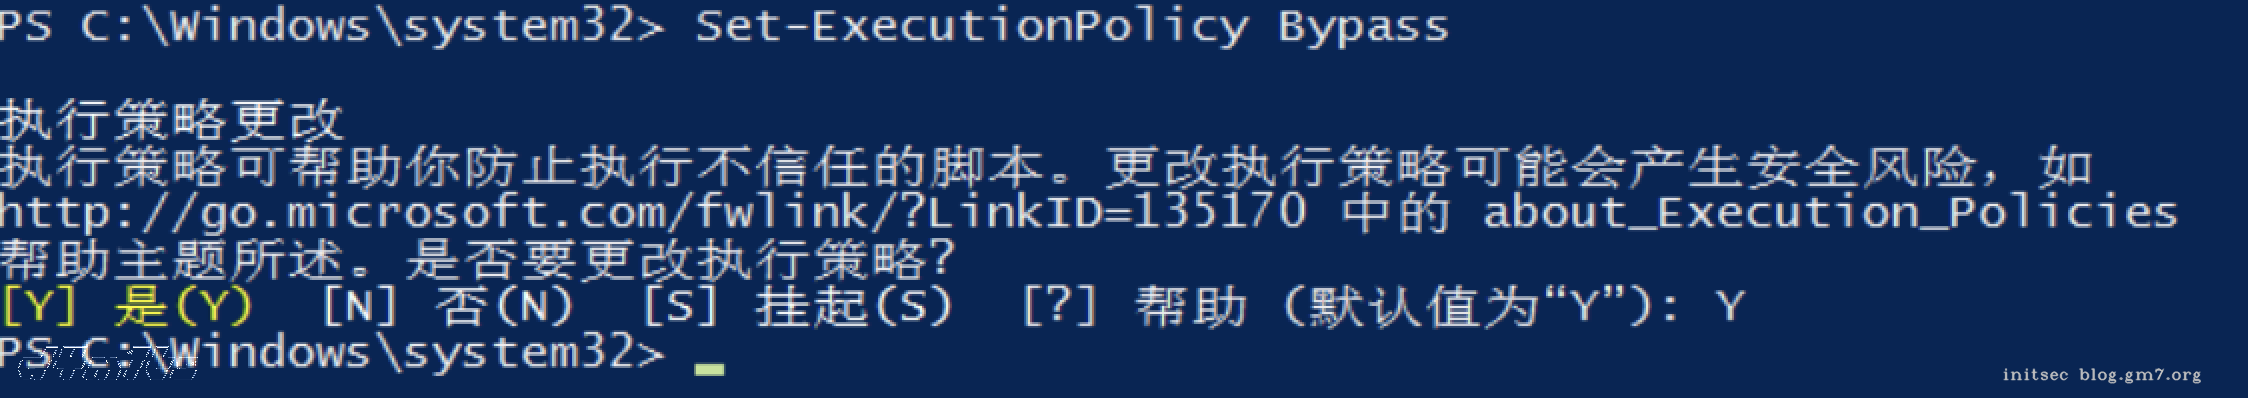 PS C:\Windows\system32> Set-ExecutionPolicy Bypass
执行策略更改
执行策略可帮助你防止执行不信任的脚本。更改执行策略可能会产生安全风险，如
http://go.microsoft.com/fwlink/?LinkID=135170 中的 about_Execution_Policies
帮助主题所述。是否要更改执行策略?
[Y] 是(Y)  [N] 否(N)  [S] 挂起(S)  [?] 帮助 (默认值为“Y”): Y
PS C:\Windows\system32>
initsec blog.gm7.org